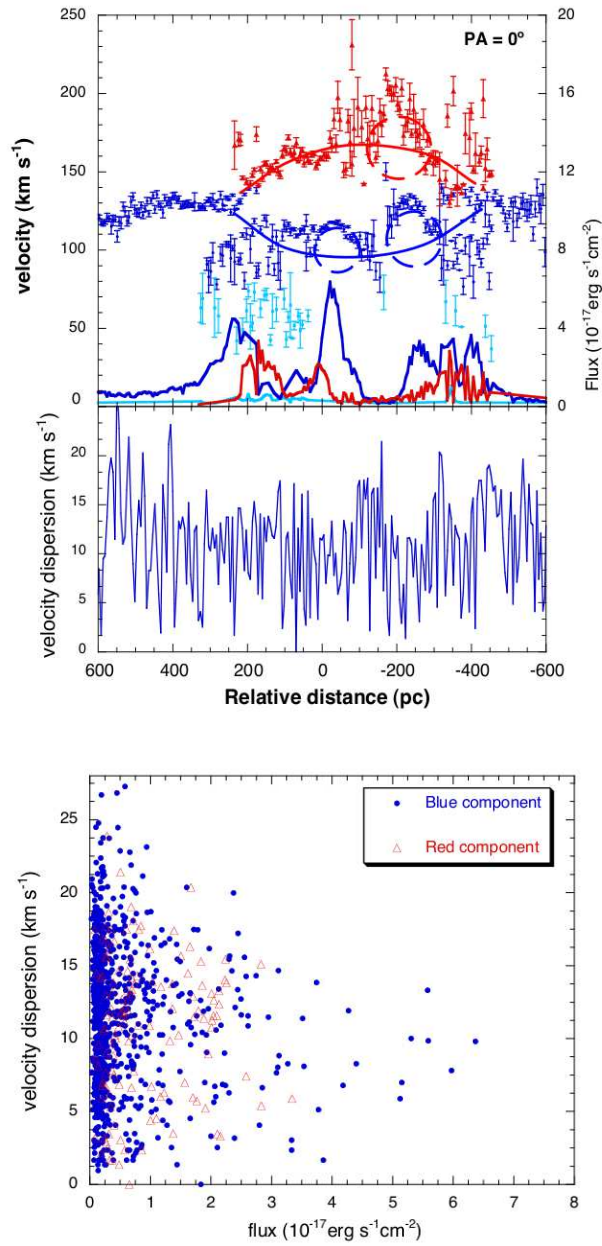 PA = 0°
250
200
150
100
50
0
velocity (km s⁻¹)
20
16
12
8
4
0
Flux (10⁻¹⁷erg s⁻¹cm⁻²)
20
15
10
5
0
velocity dispersion (km s⁻¹)
600 400 200 0 -200 -400 -600
Relative distance (pc)
Blue component
Red component
25
20
15
10
5
0
velocity dispersion (km s⁻¹)
0 1 2 3 4 5 6 7 8
flux (10⁻¹⁷erg s⁻¹cm⁻²)